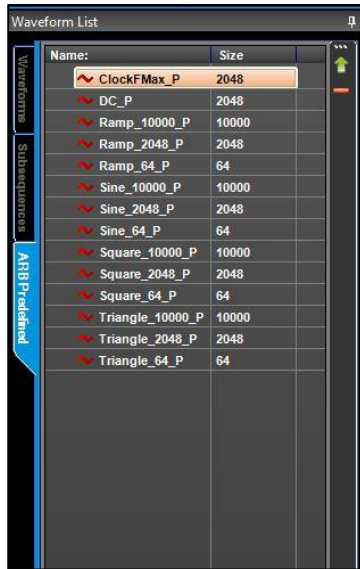 Waveform List
Name: Size
ClockFMax_P 2048
DC_P 2048
Ramp_10000_P 10000
Ramp_2048_P 2048
Ramp_64_P 64
Sine_10000_P 10000
Sine_2048_P 2048
Sine_64_P 64
Square_10000_P 10000
Square_2048_P 2048
Square_64_P 64
Triangle_10000_P 10000
Triangle_2048_P 2048
Triangle_64_P 64
Waveforms
Subsequences
ARB Predefined